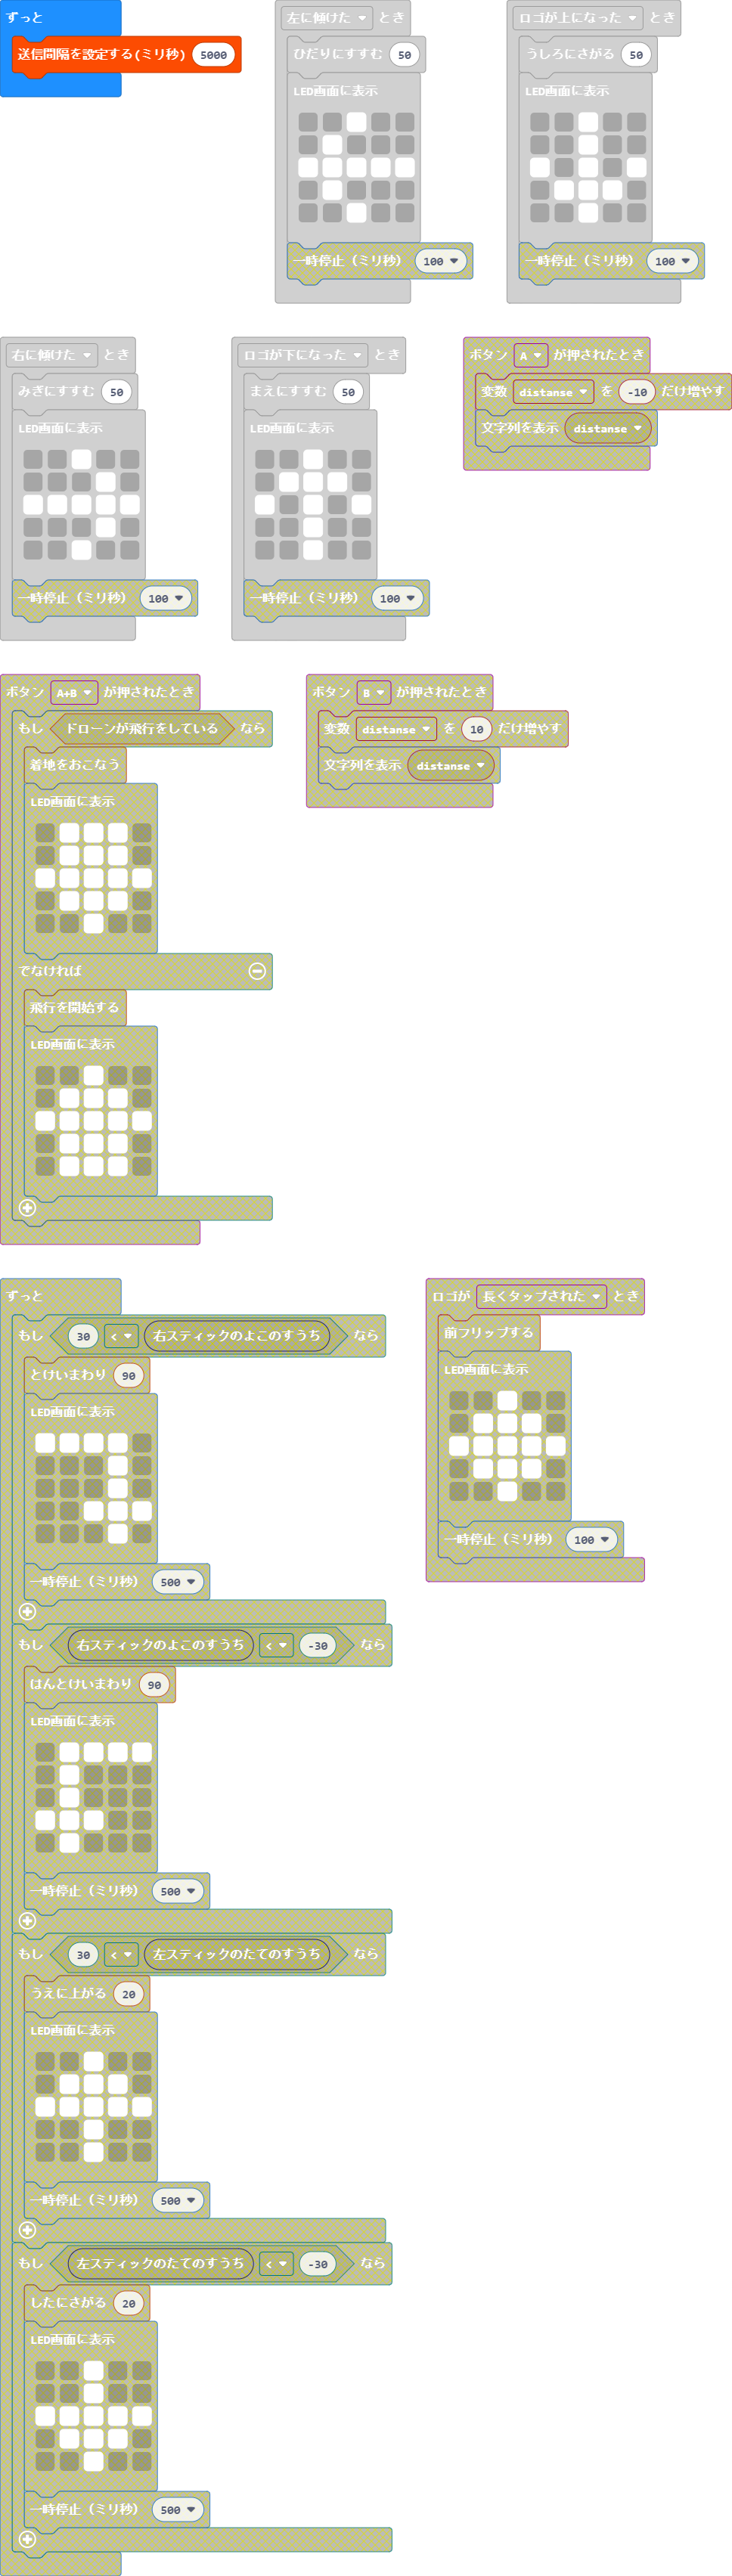 ずっと
送信間隔を設定する(ミリ秒) 5000
左に傾けた とき
ひだりにすすむ 50
LED画面に表示
一時停止（ミリ秒） 100
ロゴが上になった とき
うしろにさがる 50
LED画面に表示
一時停止（ミリ秒） 100
右に傾けた とき
みぎにすすむ 50
LED画面に表示
一時停止（ミリ秒） 100
ロゴが下になった とき
まえにすすむ 50
LED画面に表示
一時停止（ミリ秒） 100
ボタン A が押されたとき
変数 distanse を -10 だけ増やす
文字列を表示 distanse
ボタン A+B が押されたとき
もし ドローンが飛行をしている なら
着地をおこなう
LED画面に表示
でなければ
飛行を開始する
LED画面に表示
ボタン B が押されたとき
変数 distanse を 10 だけ増やす
文字列を表示 distanse
ずっと
もし 30 < 右スティックのよこのすうち なら
とけいまわり 90
LED画面に表示
一時停止（ミリ秒） 500
もし 右スティックのよこのすうち < -30 なら
はんとけいまわり 90
LED画面に表示
一時停止（ミリ秒） 500
もし 30 < 左スティックのたてのすうち なら
うえに上がる 20
LED画面に表示
一時停止（ミリ秒） 500
もし 左スティックのたてのすうち < -30 なら
したにさがる 20
LED画面に表示
一時停止（ミリ秒） 500
ロゴが 長くタップされた とき
前フリップする
LED画面に表示
一時停止（ミリ秒） 100